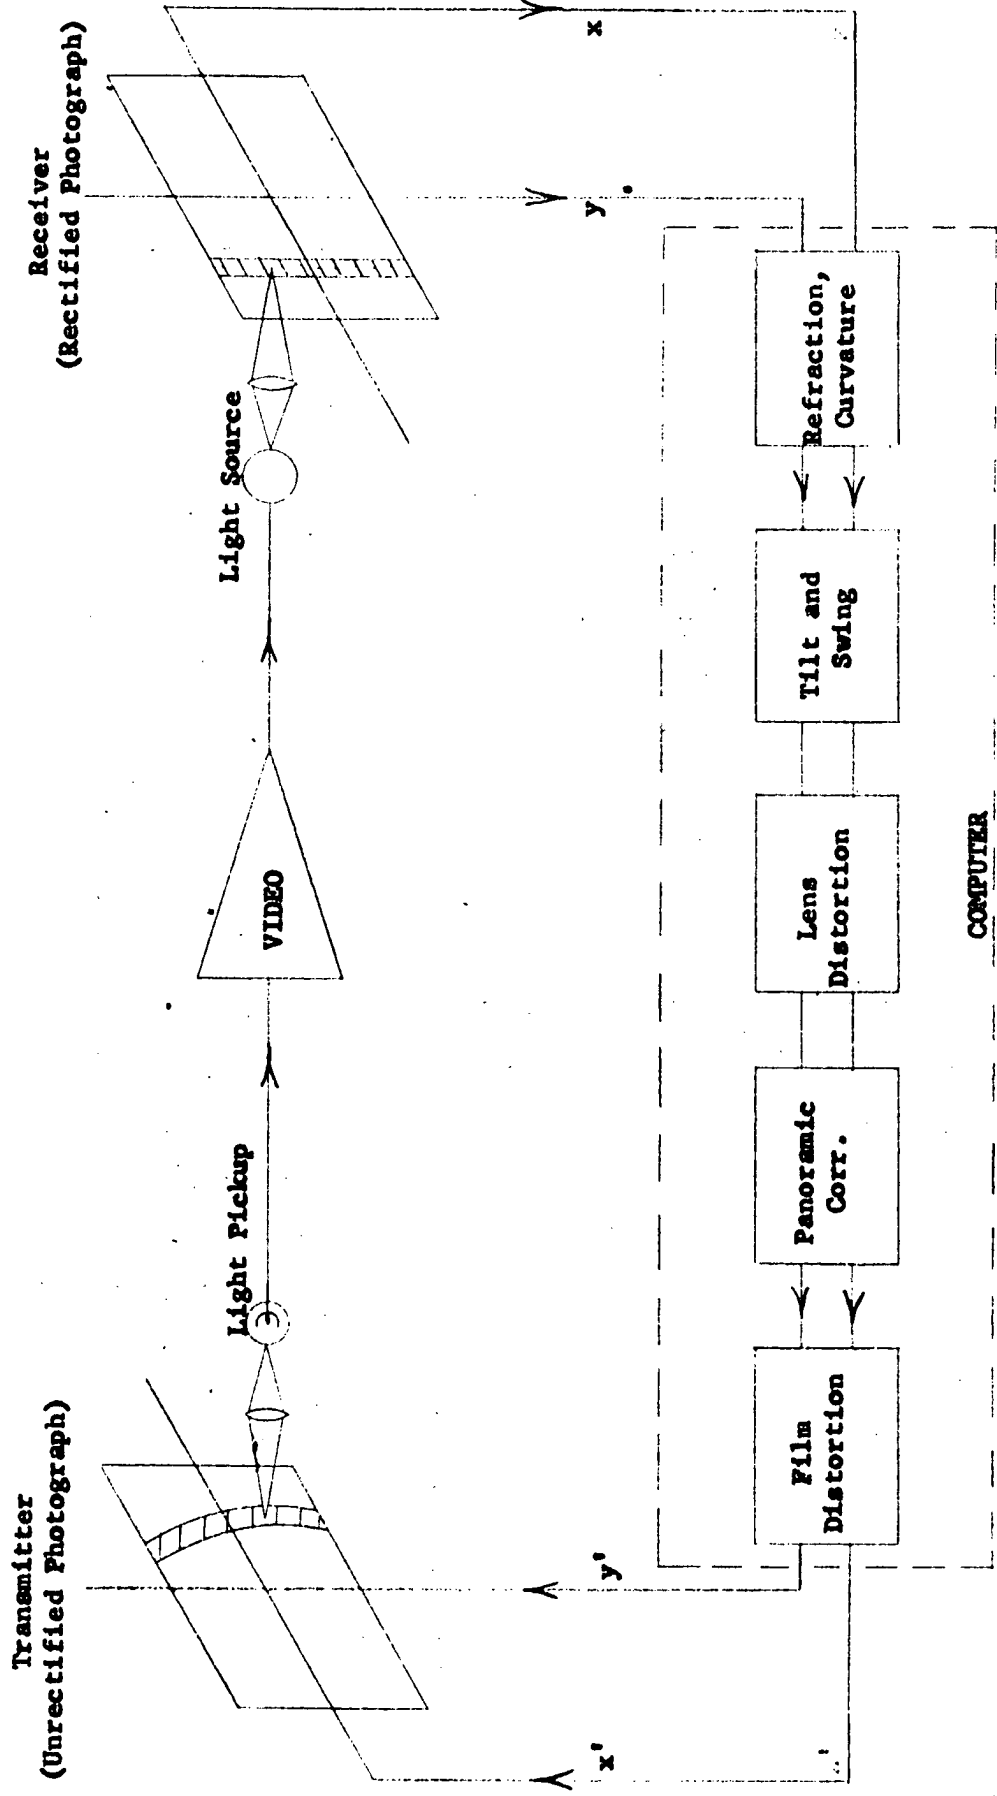 Transmitter
(Unrectified Photograph)
Receiver
(Rectified Photograph)
Light Pickup
VIDEO
Light Source
x'
y'
y
x
Film
Distortion
Panoramic
Corr.
Lens
Distortion
Tilt and
Swing
Refraction,
Curvature
COMPUTER